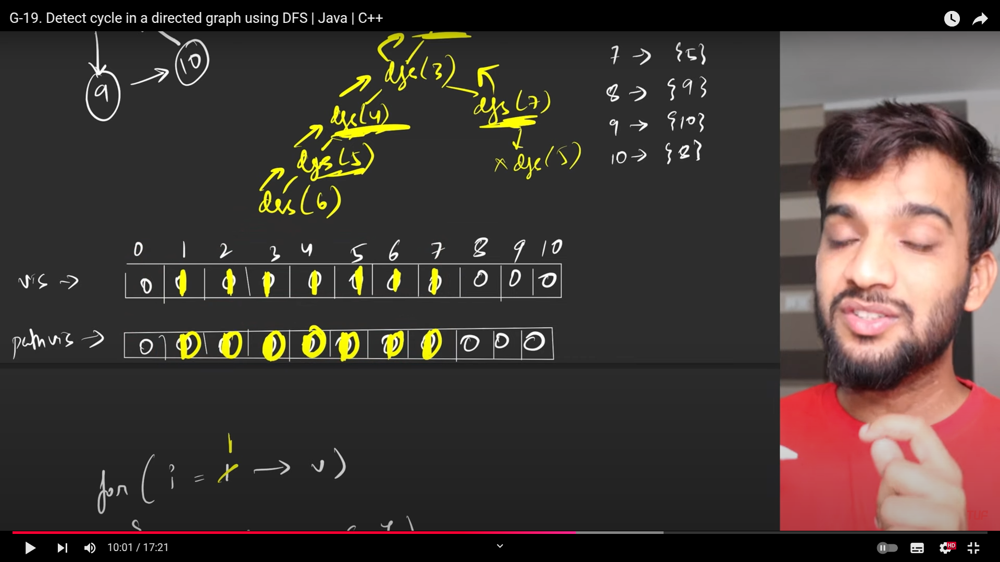 G-19. Detect cycle in a directed graph using DFS | Java | C++
10
9
dfs(3)
dfs(4)
dfs(7)
dfs(5)
x dfs(5)
dfs(6)
7 → {5}
8 → {9}
9 → {10}
10 → {8}
0 1 2 3 4 5 6 7 8 9 10
vis → 0 1 1 1 1 1 1 1 0 0 0
pathvis → 0 0 0 0 0 0 0 0 0 0 0
1
for ( i = 1 → v )
TUF
10:01 / 17:21
HD